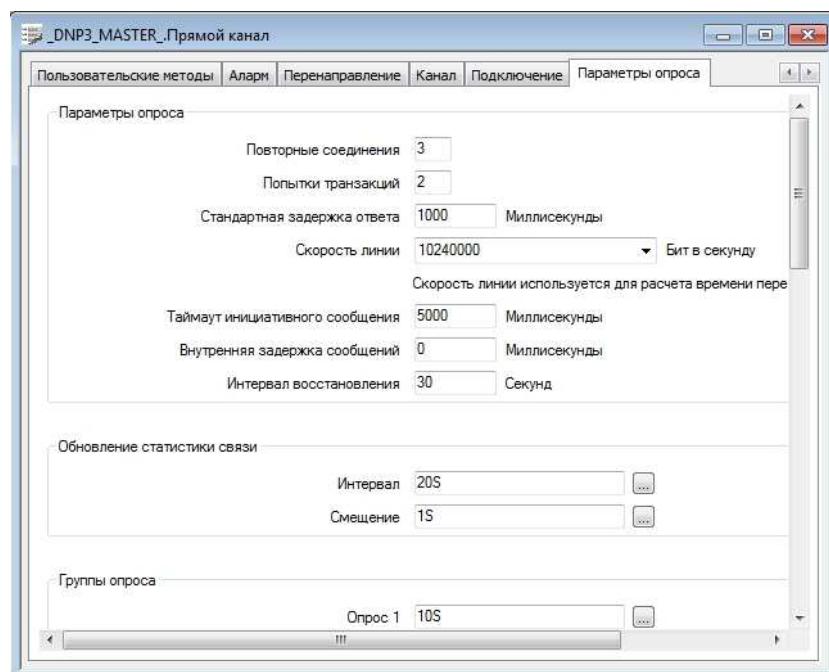 _DNP3_MASTER_.Прямой канал
Пользовательские методы Аларм Перенаправление Канал Подключение Параметры опроса
Параметры опроса
Повторные соединения 3
Попытки транзакций 2
Стандартная задержка ответа 1000 Миллисекунды
Скорость линии 10240000 Бит в секунду
Скорость линии используется для расчета времени пере
Таймаут инициативного сообщения 5000 Миллисекунды
Внутренняя задержка сообщений 0 Миллисекунды
Интервал восстановления 30 Секунд
Обновление статистики связи
Интервал 20S ...
Смещение 1S ...
Группы опроса
Опрос 1 10S ...